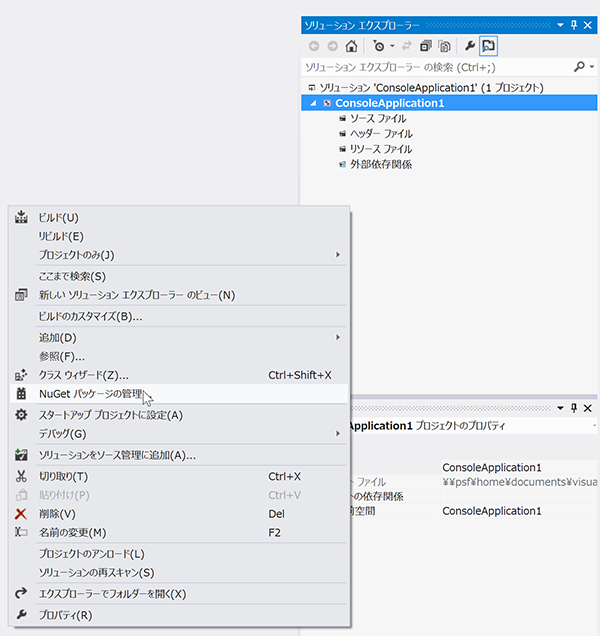 ソリューション エクスプローラー
ソリューション エクスプローラー の検索 (Ctrl+;)
ソリューション 'ConsoleApplication1' (1 プロジェクト)
ConsoleApplication1
ソース ファイル
ヘッダー ファイル
リソース ファイル
外部依存関係
ビルド(U)
リビルド(E)
プロジェクトのみ(J)
ここまで検索(S)
新しい ソリューション エクスプローラー のビュー(N)
ビルドのカスタマイズ(B)...
追加(D)
参照(F)...
クラス ウィザード(Z)... Ctrl+Shift+X
NuGet パッケージの管理
スタートアップ プロジェクトに設定(A)
デバッグ(G)
ソリューションをソース管理に追加(A)...
切り取り(T) Ctrl+X
貼り付け(P) Ctrl+V
削除(V) Del
名前の変更(M) F2
プロジェクトのアンロード(L)
ソリューションの再スキャン(S)
エクスプローラーでフォルダーを開く(X)
プロパティ(R)
Application1 プロジェクトのプロパティ
ConsoleApplication1
ファイル ¥¥psf¥home¥documents¥visua
の依存関係
前空間 ConsoleApplication1